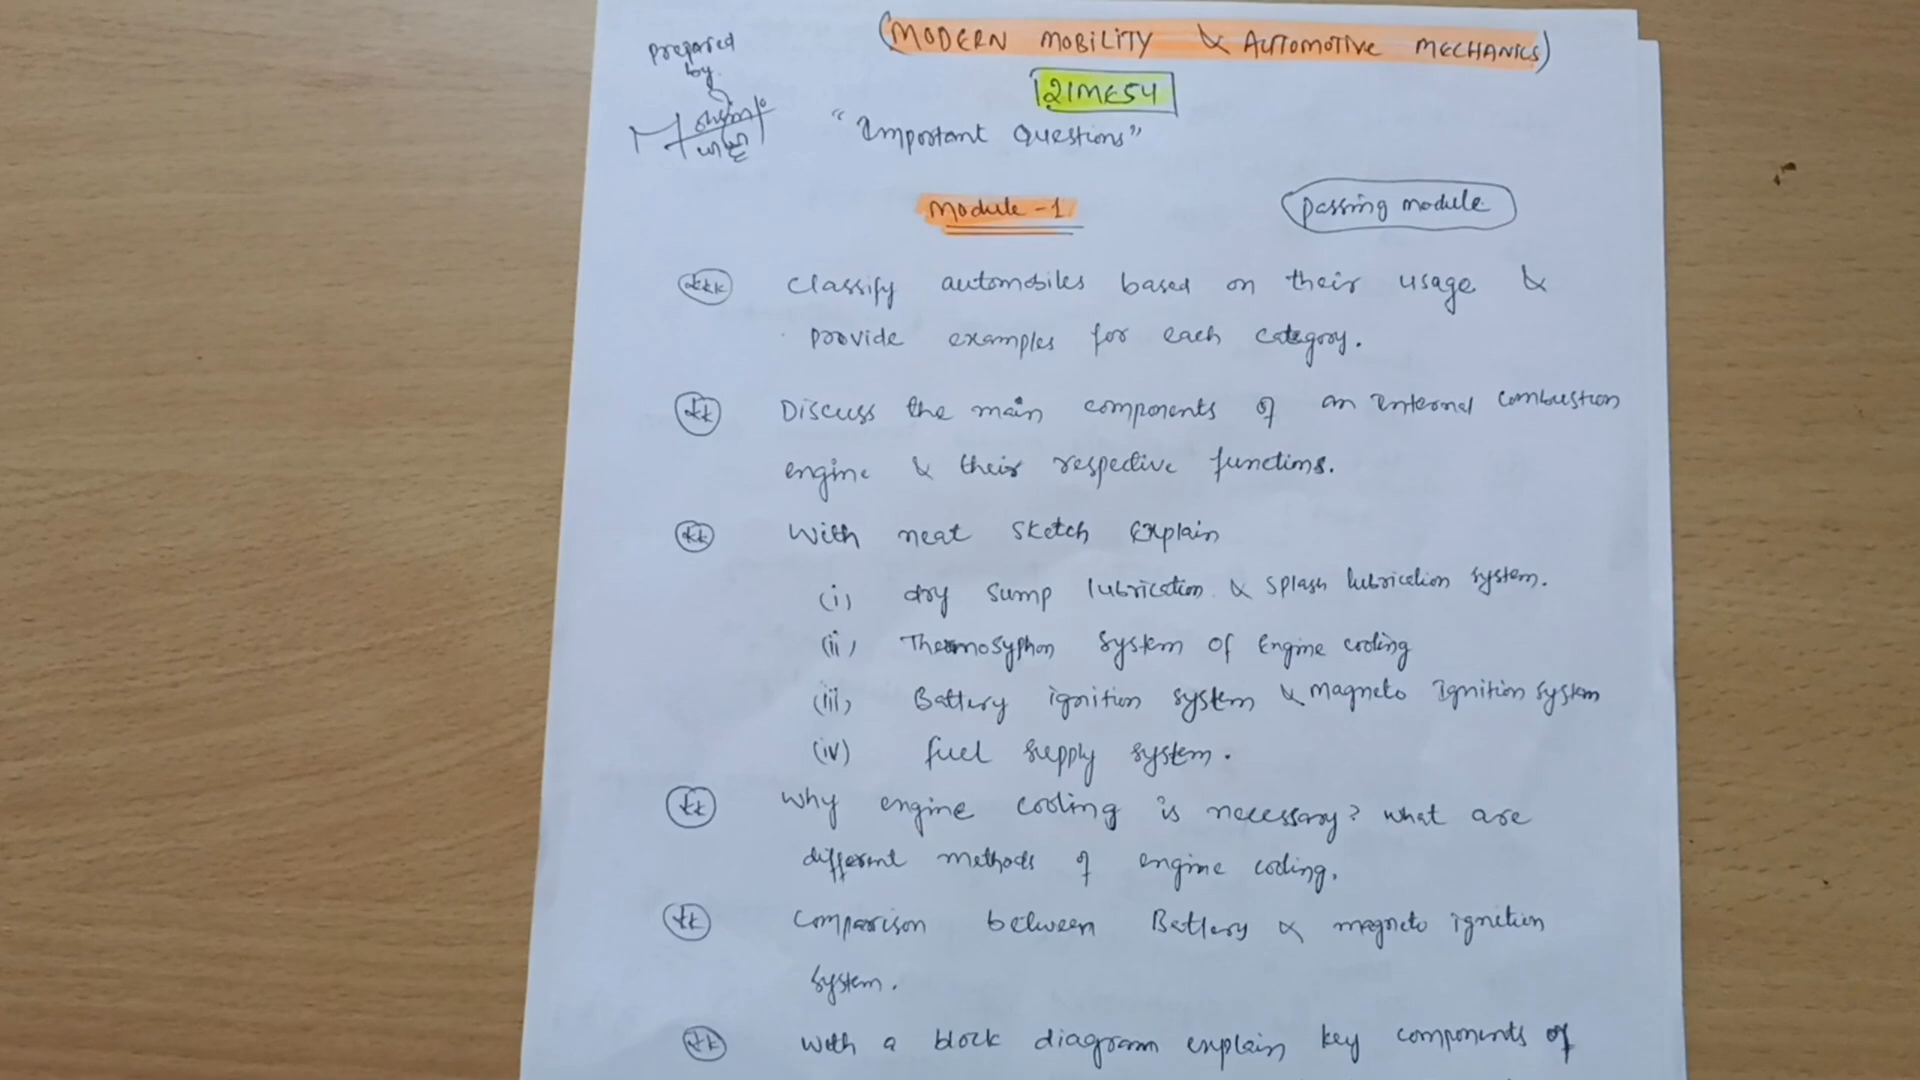 (MODERN MOBILITY & AUTOMOTIVE MECHANICS)
prepared
by
21ME54
"Important Questions"
Module -1
passing module
Classify automobiles based on their usage &
provide examples for each category.
Discuss the main components of an Internal Combustion
engine & their respective functions.
With neat sketch explain
(i) dry sump lubrication & splash lubrication system.
(ii) Thermosyphon system of Engine cooling
(iii) Battery ignition system & magneto ignition system
(iv) fuel supply system.
Why engine cooling is necessary? what are
different methods of engine cooling.
Comparison between Battery & magneto ignition
system.
With a block diagram explain key components of